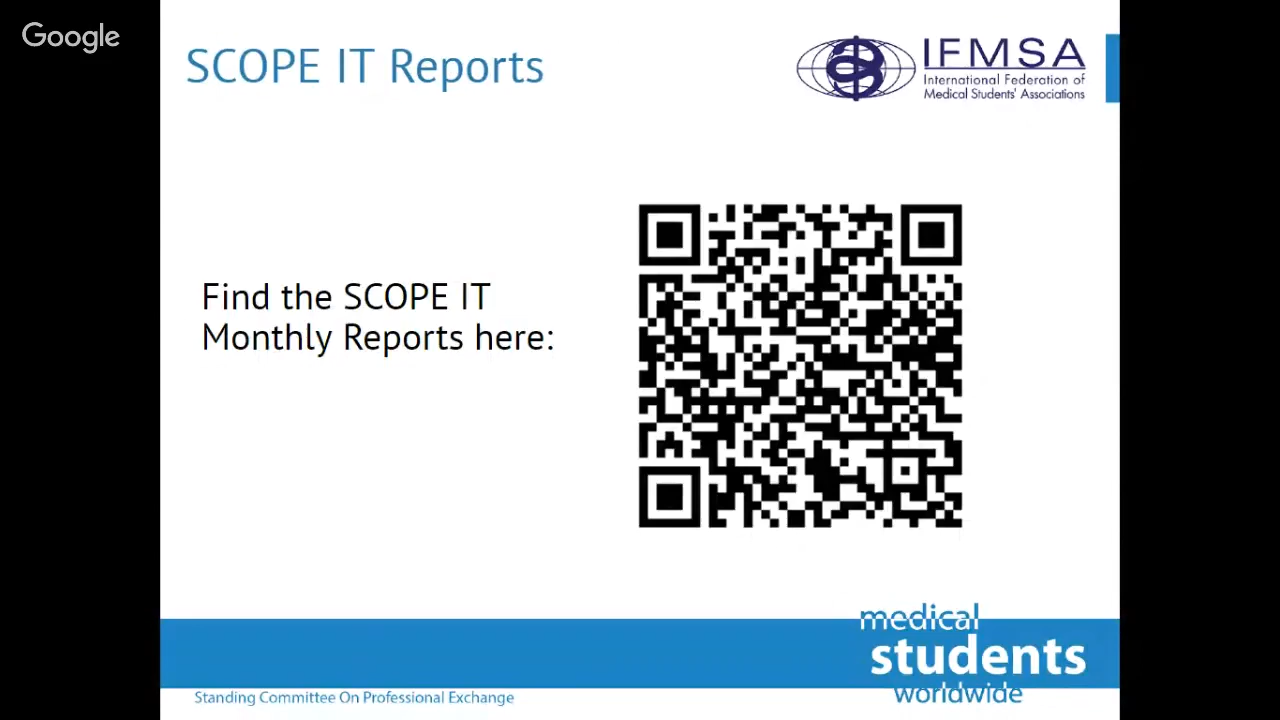 Google
SCOPE IT Reports
IFMSA
International Federation of
Medical Students' Associations
Find the SCOPE IT
Monthly Reports here:
medical
students
worldwide
Standing Committee On Professional Exchange